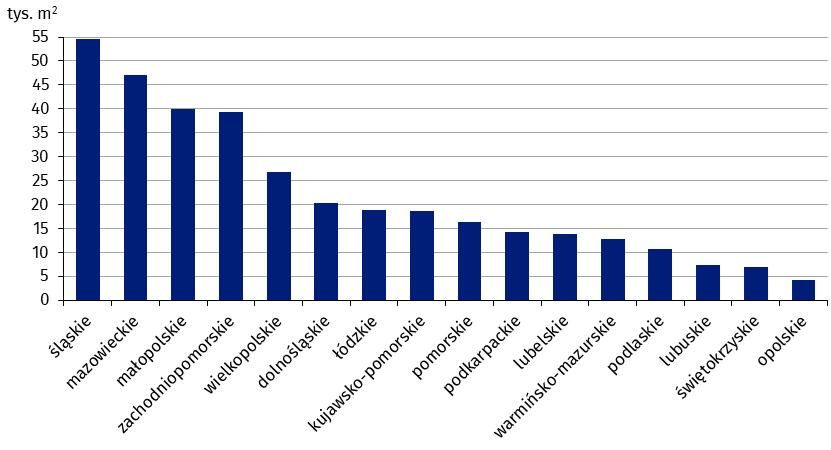 tys. m²
55
50
45
40
35
30
25
20
15
10
5
0
śląskie
mazowieckie
małopolskie
zachodniopomorskie
wielkopolskie
dolnośląskie
łódzkie
kujawsko-pomorskie
pomorskie
podkarpackie
lubelskie
warmińsko-mazurskie
podlaskie
lubuskie
świętokrzyskie
opolskie